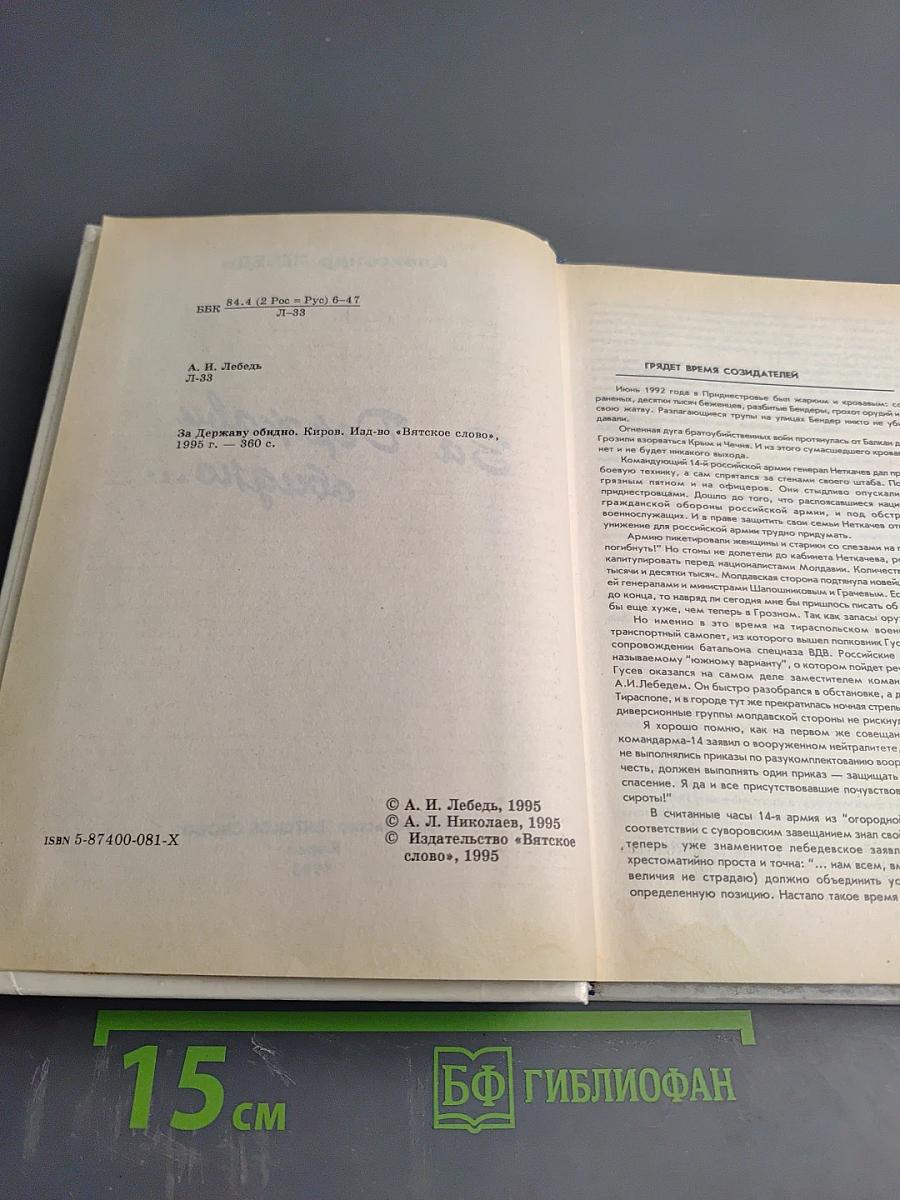 ББК 84.4 (2 Рос = Рус) 6–47
Л–33
А. И. Лебедь
Л-33
За Державу обидно. Киров. Изд-во «Вятское слово»,
1995 г. — 360 с.
© А. И. Лебедь, 1995
© А. Л. Николаев, 1995
© Издательство «Вятское
слово», 1995
ISBN 5-87400-081-X
ГРЯДЕТ ВРЕМЯ СОЗИДАТЕЛЕЙ
Июнь 1992 года в Приднестровье был жарким и кровавым:
раненых, десятки тысяч беженцев, разбитые Бендеры, грохот орудий и
свою жатву. Разлагающиеся трупы на улицах Бендер никто не
давали.
Огненная дуга братоубийственных войн протянулась от Балкан
Грозили взорваться Крым и Чечня. И из этого сумасшедшего
нет и не будет никакого выхода.
Командующий 14-й российской армии генерал Неткачев дал
боевую технику, а сам спрятался за стенами своего штаба.
грязным пятном и на офицеров. Они стыдливо опускали
приднестровцами. Дошло до того, что распоясавшиеся
гражданской обороны российской армии, и под
военнослужащих. И в праве защитить свои семьи Неткачев
унижение для российской армии трудно придумать.
Армию пикетировали женщины и старики со слезами на
погибнуть!" Но стоны не долетели до кабинета Неткачева,
капитулировать перед националистами Молдавии.
тысячи и десятки тысяч. Молдавская сторона подтянула
ей генералами и министрами Шапошниковым и Грачевым.
до конца, то навряд ли сегодня мне бы пришлось писать об
бы еще хуже, чем теперь в Грозном. Так как запасы
Но именно в это время на тираспольском
транспортный самолет, из которого вышел полковник
сопровождении батальона спецназа ВДВ. Российские
называемому "южному варианту", о котором пойдет
Гусев оказался на самом деле заместителем
А.И.Лебедем. Он быстро разобрался в обстановке, а
Тирасполе, и в городе тут же прекратилась ночная
диверсионные группы молдавской стороны не
Я хорошо помню, как на первом же
командарма-14 заявил о вооруженном нейтралитете,
не выполнялись приказы по разукомплектованию
честь, должен выполнять один приказ — защищать
спасение. Я да и все присутствовавшие
сироты!"
В считанные часы 14-я армия из "огородной
соответствии с суворовским завещанием знал
теперь уже знаменитое лебедевское
хрестоматийно проста и точна: "... нам всем,
величия не страдаю) должно объединить
определенную позицию. Настало такое время
15 см
БФ ГИБЛИОФАН